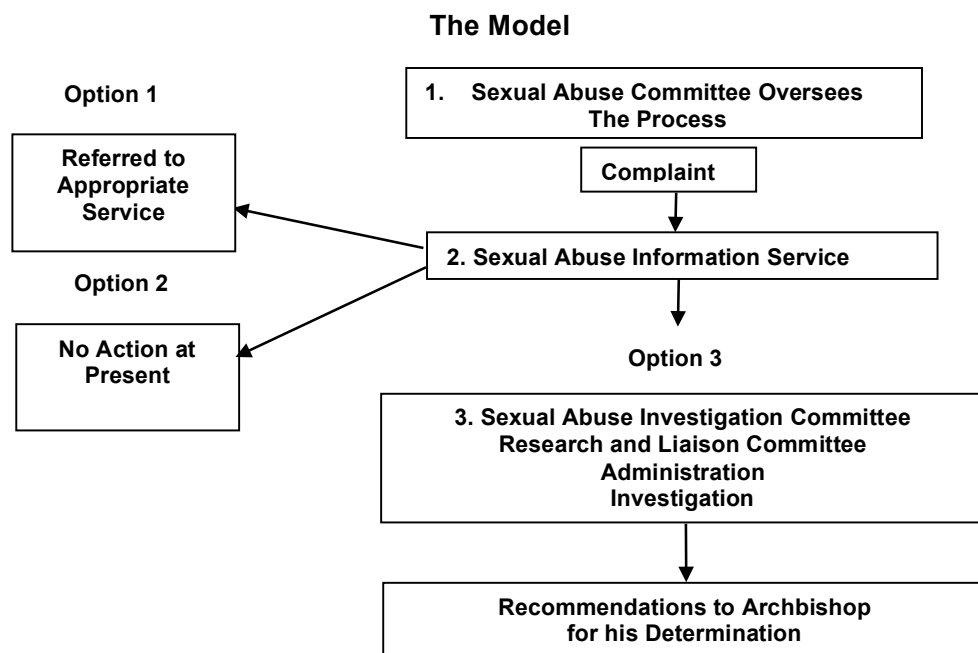 The Model
Option 1
1. Sexual Abuse Committee Oversees
The Process
Referred to
Appropriate
Service
Complaint
2. Sexual Abuse Information Service
Option 2
No Action at
Present
Option 3
3. Sexual Abuse Investigation Committee
Research and Liaison Committee
Administration
Investigation
Recommendations to Archbishop
for his Determination